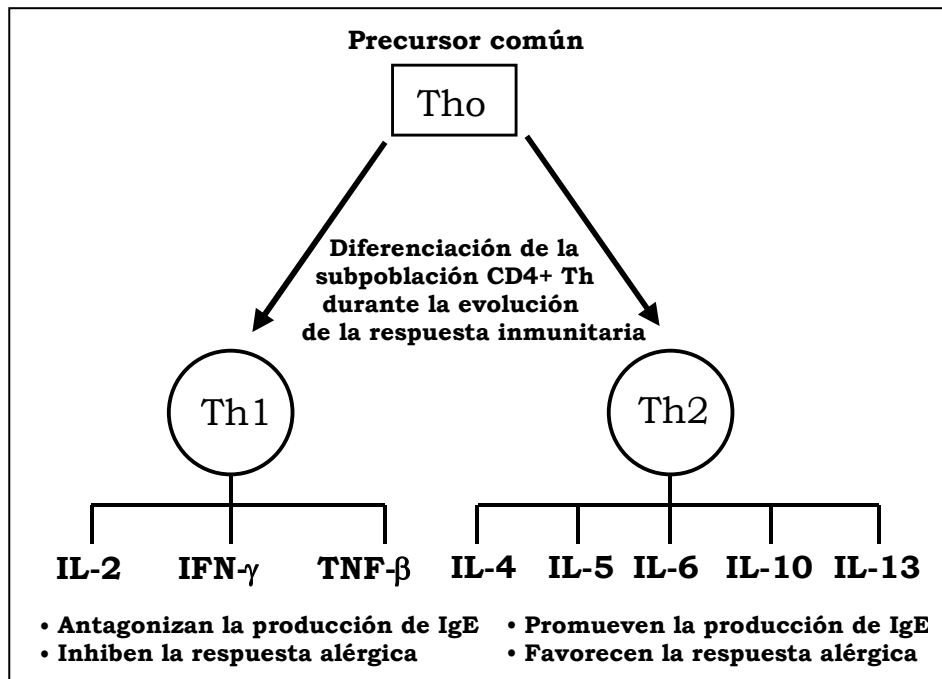 Precursor común
Tho
Diferenciación de la
subpoblación CD4+ Th
durante la evolución
de la respuesta inmunitaria
Th1
Th2
IL-2 IFN-γ TNF-β IL-4 IL-5 IL-6 IL-10 IL-13
• Antagonizan la producción de IgE
• Inhiben la respuesta alérgica
• Promueven la producción de IgE
• Favorecen la respuesta alérgica